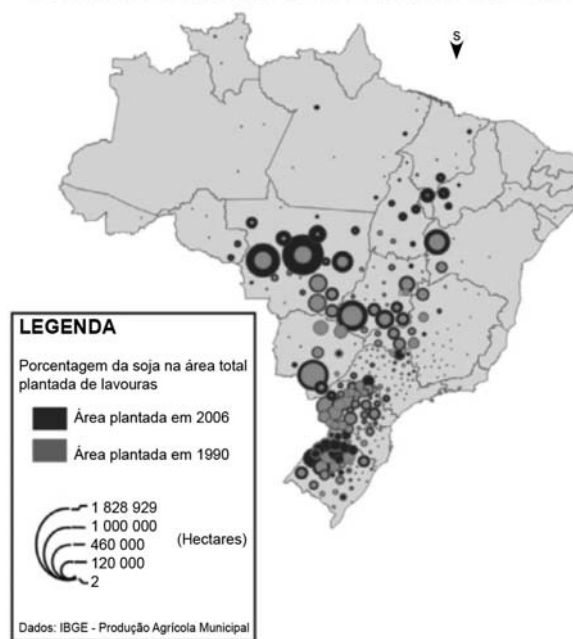 S
LEGENDA
Porcentagem da soja na área total
plantada de lavouras
Área plantada em 2006
Área plantada em 1990
1 828 929
1 000 000
460 000
120 000
2
(Hectares)
Dados: IBGE - Produção Agrícola Municipal